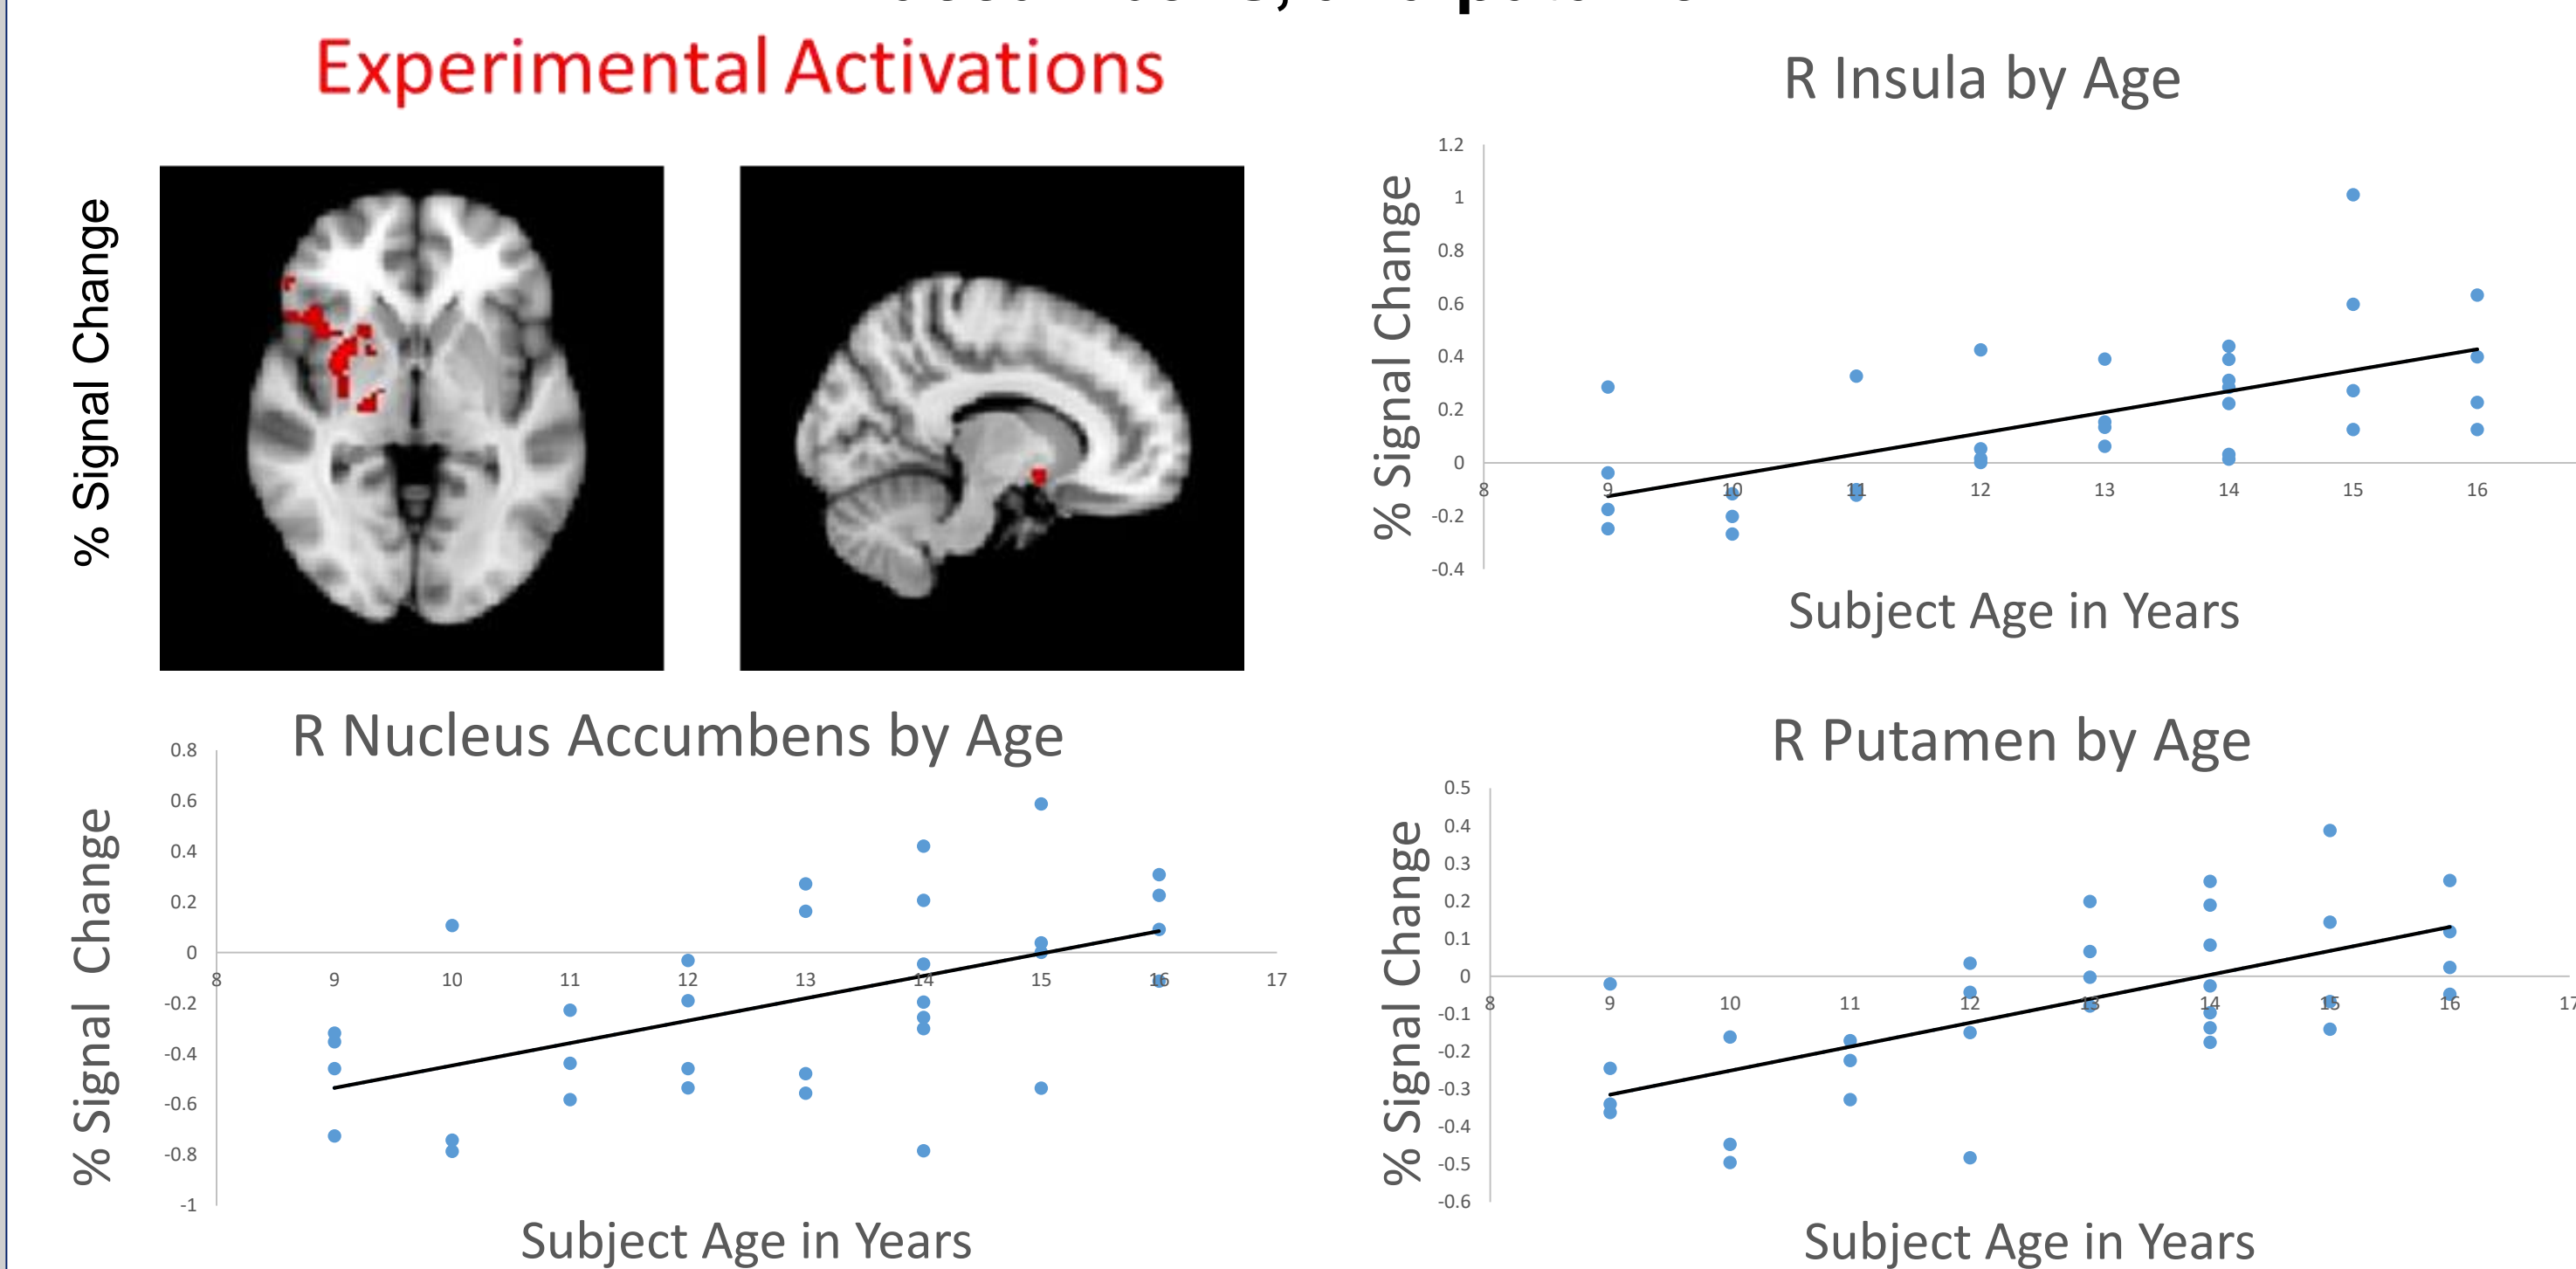 Experimental Activations
% Signal Change
R Insula by Age
1.2
1
0.8
0.6
0.4
0.2
0
-0.2
-0.4
% Signal Change
8 9 10 11 12 13 14 15 16
Subject Age in Years
R Nucleus Accumbens by Age
0.8
0.6
0.4
0.2
0
-0.2
-0.4
-0.6
-0.8
-1
% Signal Change
8 9 10 11 12 13 14 15 16 17
Subject Age in Years
R Putamen by Age
0.5
0.4
0.3
0.2
0.1
0
-0.1
-0.2
-0.3
-0.4
-0.5
-0.6
% Signal Change
8 9 10 11 12 13 14 15 16 17
Subject Age in Years